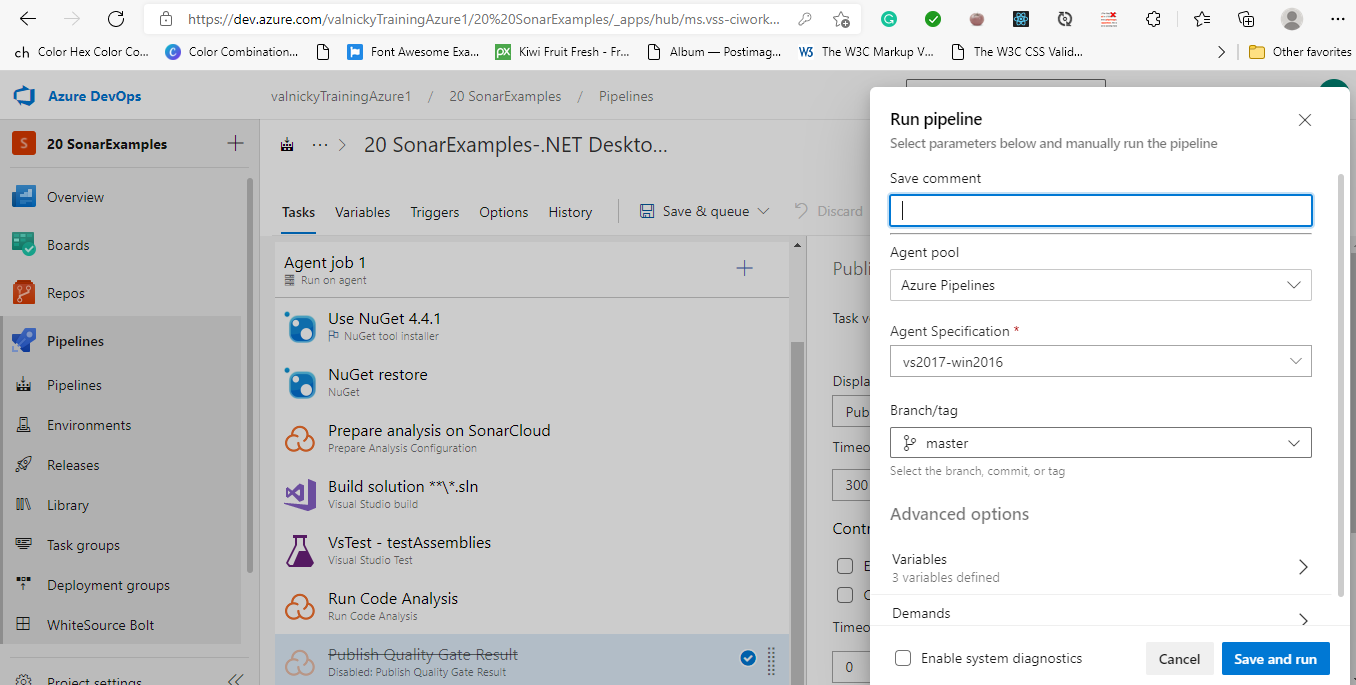 https://dev.azure.com/valnickyTrainingAzure1/20%20SonarExamples/_apps/hub/ms.vss-ciwork...
ch Color Hex Color Co...
C Color Combination...
Font Awesome Exa...
px Kiwi Fruit Fresh - Fr...
Album — Postimag...
W3 The W3C Markup V...
The W3C CSS Valid...
Other favorites
Azure DevOps
valnickyTrainingAzure1 / 20 SonarExamples / Pipelines
S 20 SonarExamples
Overview
Boards
Repos
Pipelines
Pipelines
Environments
Releases
Library
Task groups
Deployment groups
WhiteSource Bolt
Project settings
20 SonarExamples-.NET Deskto...
Tasks Variables Triggers Options History Save & queue Discard
Agent job 1
Run on agent
Use NuGet 4.4.1
NuGet tool installer
NuGet restore
NuGet
Prepare analysis on SonarCloud
Prepare Analysis Configuration
Build solution **\*.sln
Visual Studio build
VsTest - testAssemblies
Visual Studio Test
Run Code Analysis
Run Code Analysis
Publish Quality Gate Result
Disabled: Publish Quality Gate Result
Publi
Task v
Displa
Pub
Timeo
300
Contr
E
C
Timeo
0
Run pipeline
Select parameters below and manually run the pipeline
Save comment
Agent pool
Azure Pipelines
Agent Specification *
vs2017-win2016
Branch/tag
master
Select the branch, commit, or tag
Advanced options
Variables
3 variables defined
Demands
Enable system diagnostics
Cancel
Save and run